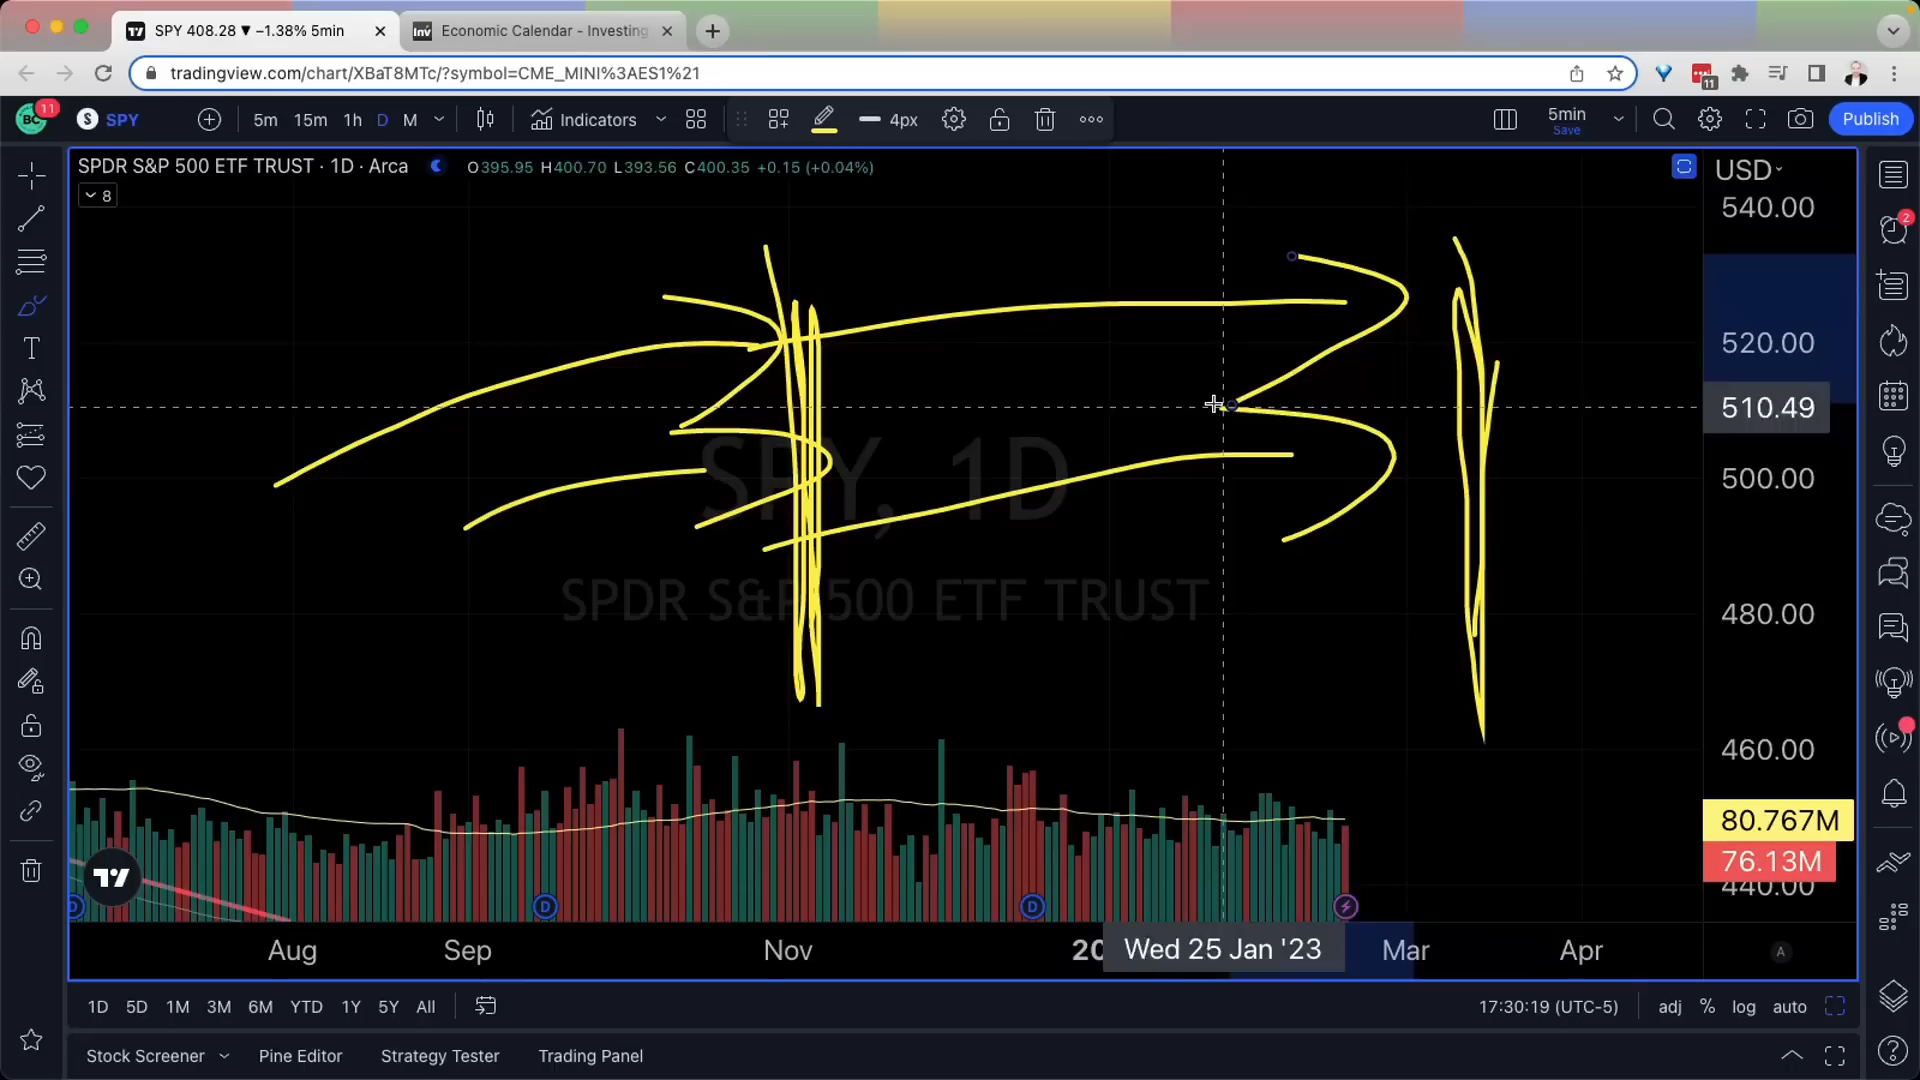 SPY 408.28 ▼ −1.38% 5min
Economic Calendar - Investing
tradingview.com/chart/XBaT8MTc/?symbol=CME_MINI%3AES1%21
11
11
SPY
5m 15m 1h D M
Indicators
4px
5min
Save
Publish
SPDR S&P 500 ETF TRUST · 1D · Arca
O395.95 H400.70 L393.56 C400.35 +0.15 (+0.04%)
8
USD
540.00
520.00
510.49
500.00
480.00
460.00
80.767M
76.13M
440.00
2
SPY, 1D
SPDR S&P 500 ETF TRUST
3
3
D D D
Aug Sep Nov 20 Wed 25 Jan '23 Mar Apr
A
1D 5D 1M 3M 6M YTD 1Y 5Y All
17:30:19 (UTC-5) adj % log auto
Stock Screener Pine Editor Strategy Tester Trading Panel